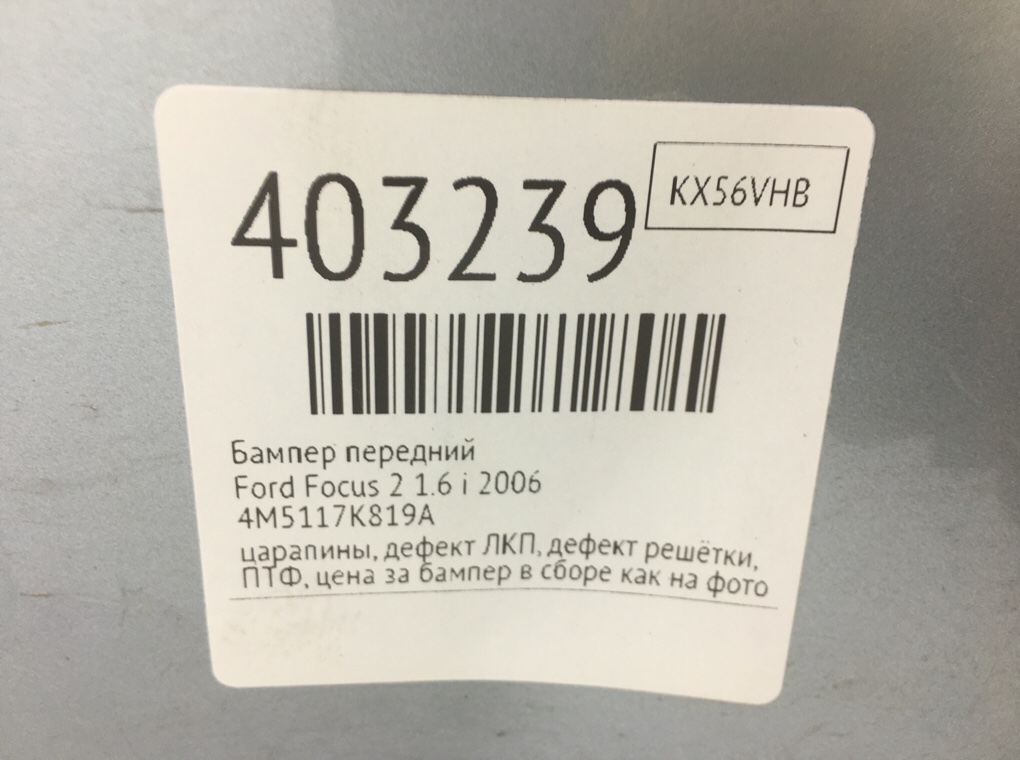 403239
KX56VHB
Бампер передний
Ford Focus 2 1.6 i 2006
4M5117K819A
царапины, дефект ЛКП, дефект решётки,
ПТФ, цена за бампер в сборе как на фото